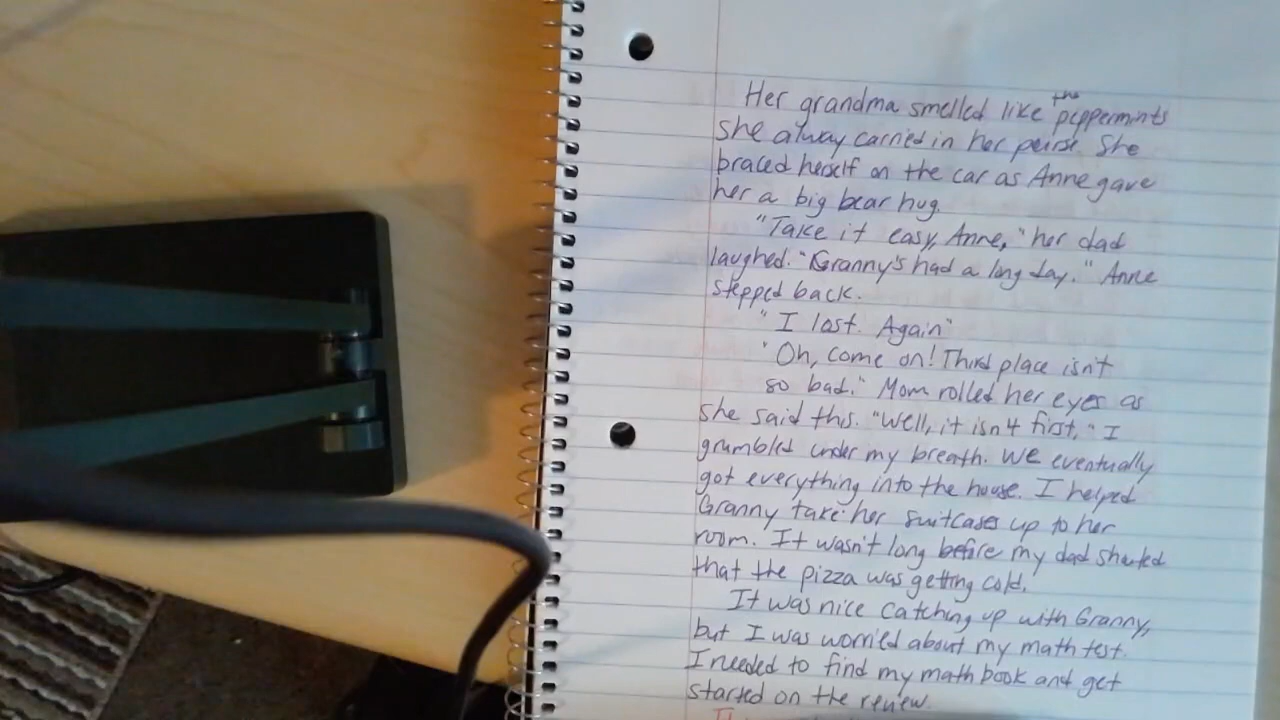 Her grandma smelled like the peppermints
she alway carried in her purse. She
braced herself on the car as Anne gave
her a big bear hug.
"Take it easy, Anne," her dad
laughed. "Granny's had a long day." Anne
stepped back.
"I lost. Again"
"Oh, come on! Third place isn't
so bad." Mom rolled her eyes as
she said this. "Well, it isn't first," I
grumbled under my breath. We eventually
got everything into the house. I helped
Granny take her suitcases up to her
room. It wasn't long before my dad shouted
that the pizza was getting cold.
It was nice catching up with Granny,
but I was worried about my math test.
I needed to find my math book and get
started on the review.